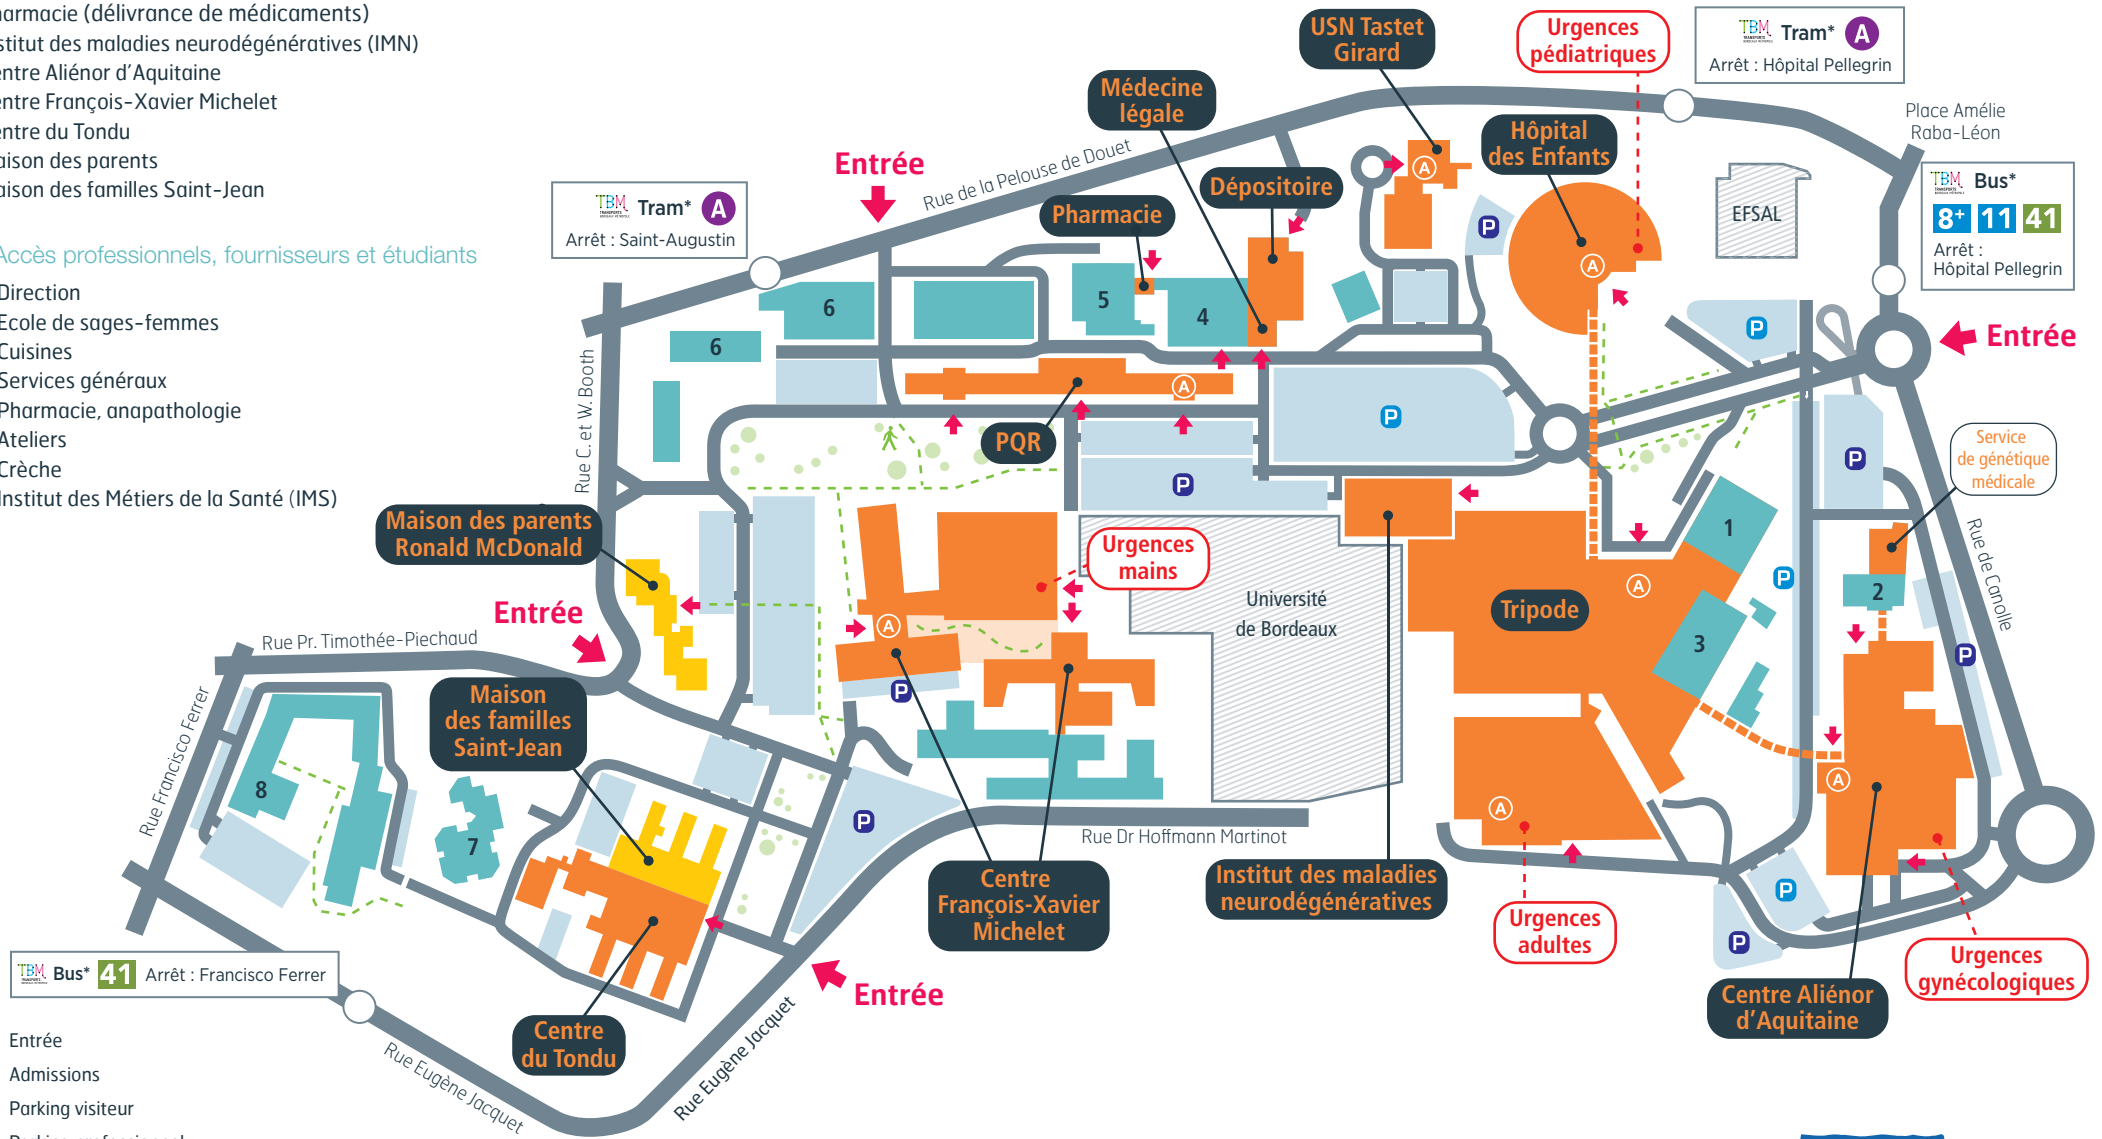 armacie (délivrance de médicaments)
stitut des maladies neurodégénératives (IMN)
entre Aliénor d'Aquitaine
entre François-Xavier Michelet
entre du Tondu
aison des parents
aison des familles Saint-Jean
Accès professionnels, fournisseurs et étudiants
Direction
Ecole de sages-femmes
Cuisines
Services généraux
Pharmacie, anapathologie
Ateliers
Crèche
Institut des Métiers de la Santé (IMS)
USN Tastet
Girard
Urgences
pédiatriques
TBM Tram* A
Arrêt : Hôpital Pellegrin
Médecine
légale
Place Amélie
Raba-Léon
Hôpital
des Enfants
Entrée
Rue de la Pelouse de Douet
TBM Tram* A
Arrêt : Saint-Augustin
Dépositoire
Pharmacie
A
P
EFSAL
TBM Bus*
8+ 11 41
Arrêt :
Hôpital Pellegrin
A
6
5
4
P
Entrée
6
Rue C. et W. Booth
A
P
PQR
P
P
Service
de génétique
médicale
Maison des parents
Ronald McDonald
Urgences
mains
1
Rue de Canolle
Université
de Bordeaux
Tripode
A
P
2
Entrée
A
3
P
Rue Pr. Timothée-Piechaud
P
Maison
des familles
Saint-Jean
Rue Francisco Ferrer
8
7
P
A
A
Rue Dr Hoffmann Martinot
Centre
François-Xavier
Michelet
Institut des maladies
neurodégénératives
P
Urgences
adultes
P
Urgences
gynécologiques
TBM Bus* 41 Arrêt : Francisco Ferrer
Entrée
Centre Aliénor
d'Aquitaine
Centre
du Tondu
Rue Eugène Jacquet
Rue Eugène Jacquet
Entrée
Admissions
Parking visiteur
Parking professionnel